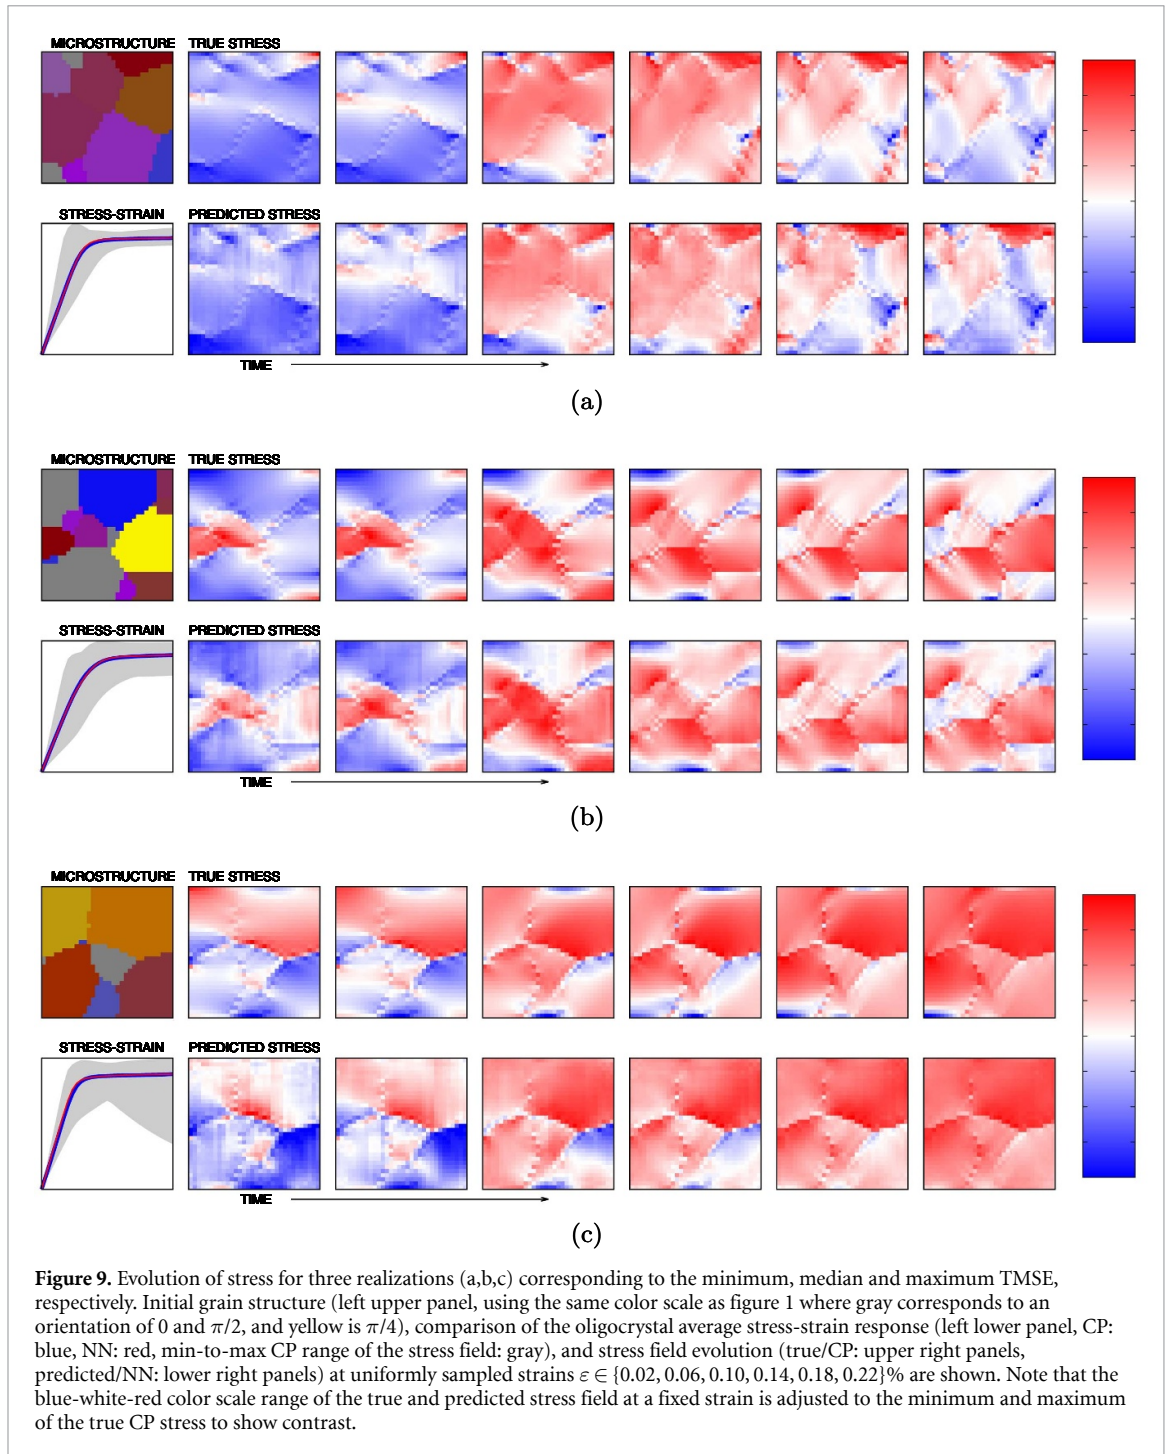 MICROSTRUCTURE TRUE STRESS
STRESS-STRAIN PREDICTED STRESS
TIME
(a)
MICROSTRUCTURE TRUE STRESS
STRESS-STRAIN PREDICTED STRESS
TIME
(b)
MICROSTRUCTURE TRUE STRESS
STRESS-STRAIN PREDICTED STRESS
TIME
(c)
Figure 9. Evolution of stress for three realizations (a,b,c) corresponding to the minimum, median and maximum TMSE,
respectively. Initial grain structure (left upper panel, using the same color scale as figure 1 where gray corresponds to an
orientation of 0 and π/2, and yellow is π/4), comparison of the oligocrystal average stress-strain response (left lower panel, CP:
blue, NN: red, min-to-max CP range of the stress field: gray), and stress field evolution (true/CP: upper right panels,
predicted/NN: lower right panels) at uniformly sampled strains ε ∈ {0.02, 0.06, 0.10, 0.14, 0.18, 0.22}% are shown. Note that the
blue-white-red color scale range of the true and predicted stress field at a fixed strain is adjusted to the minimum and maximum
of the true CP stress to show contrast.